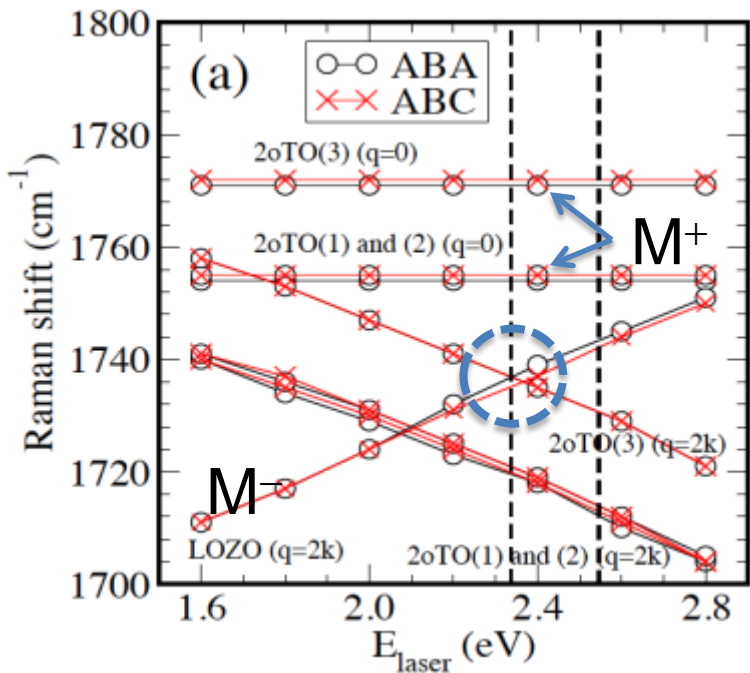 1800
(a)
ABA
ABC
1780
2oTO(3) (q=0)
1760
2oTO(1) and (2) (q=0)
M⁺
1740
2oTO(3) (q=2k)
1720
M⁻
LOZO (q=2k)
2oTO(1) and (2) (q=2k)
1700
1.6 2.0 2.4 2.8
E_laser (eV)
Raman shift (cm⁻¹)